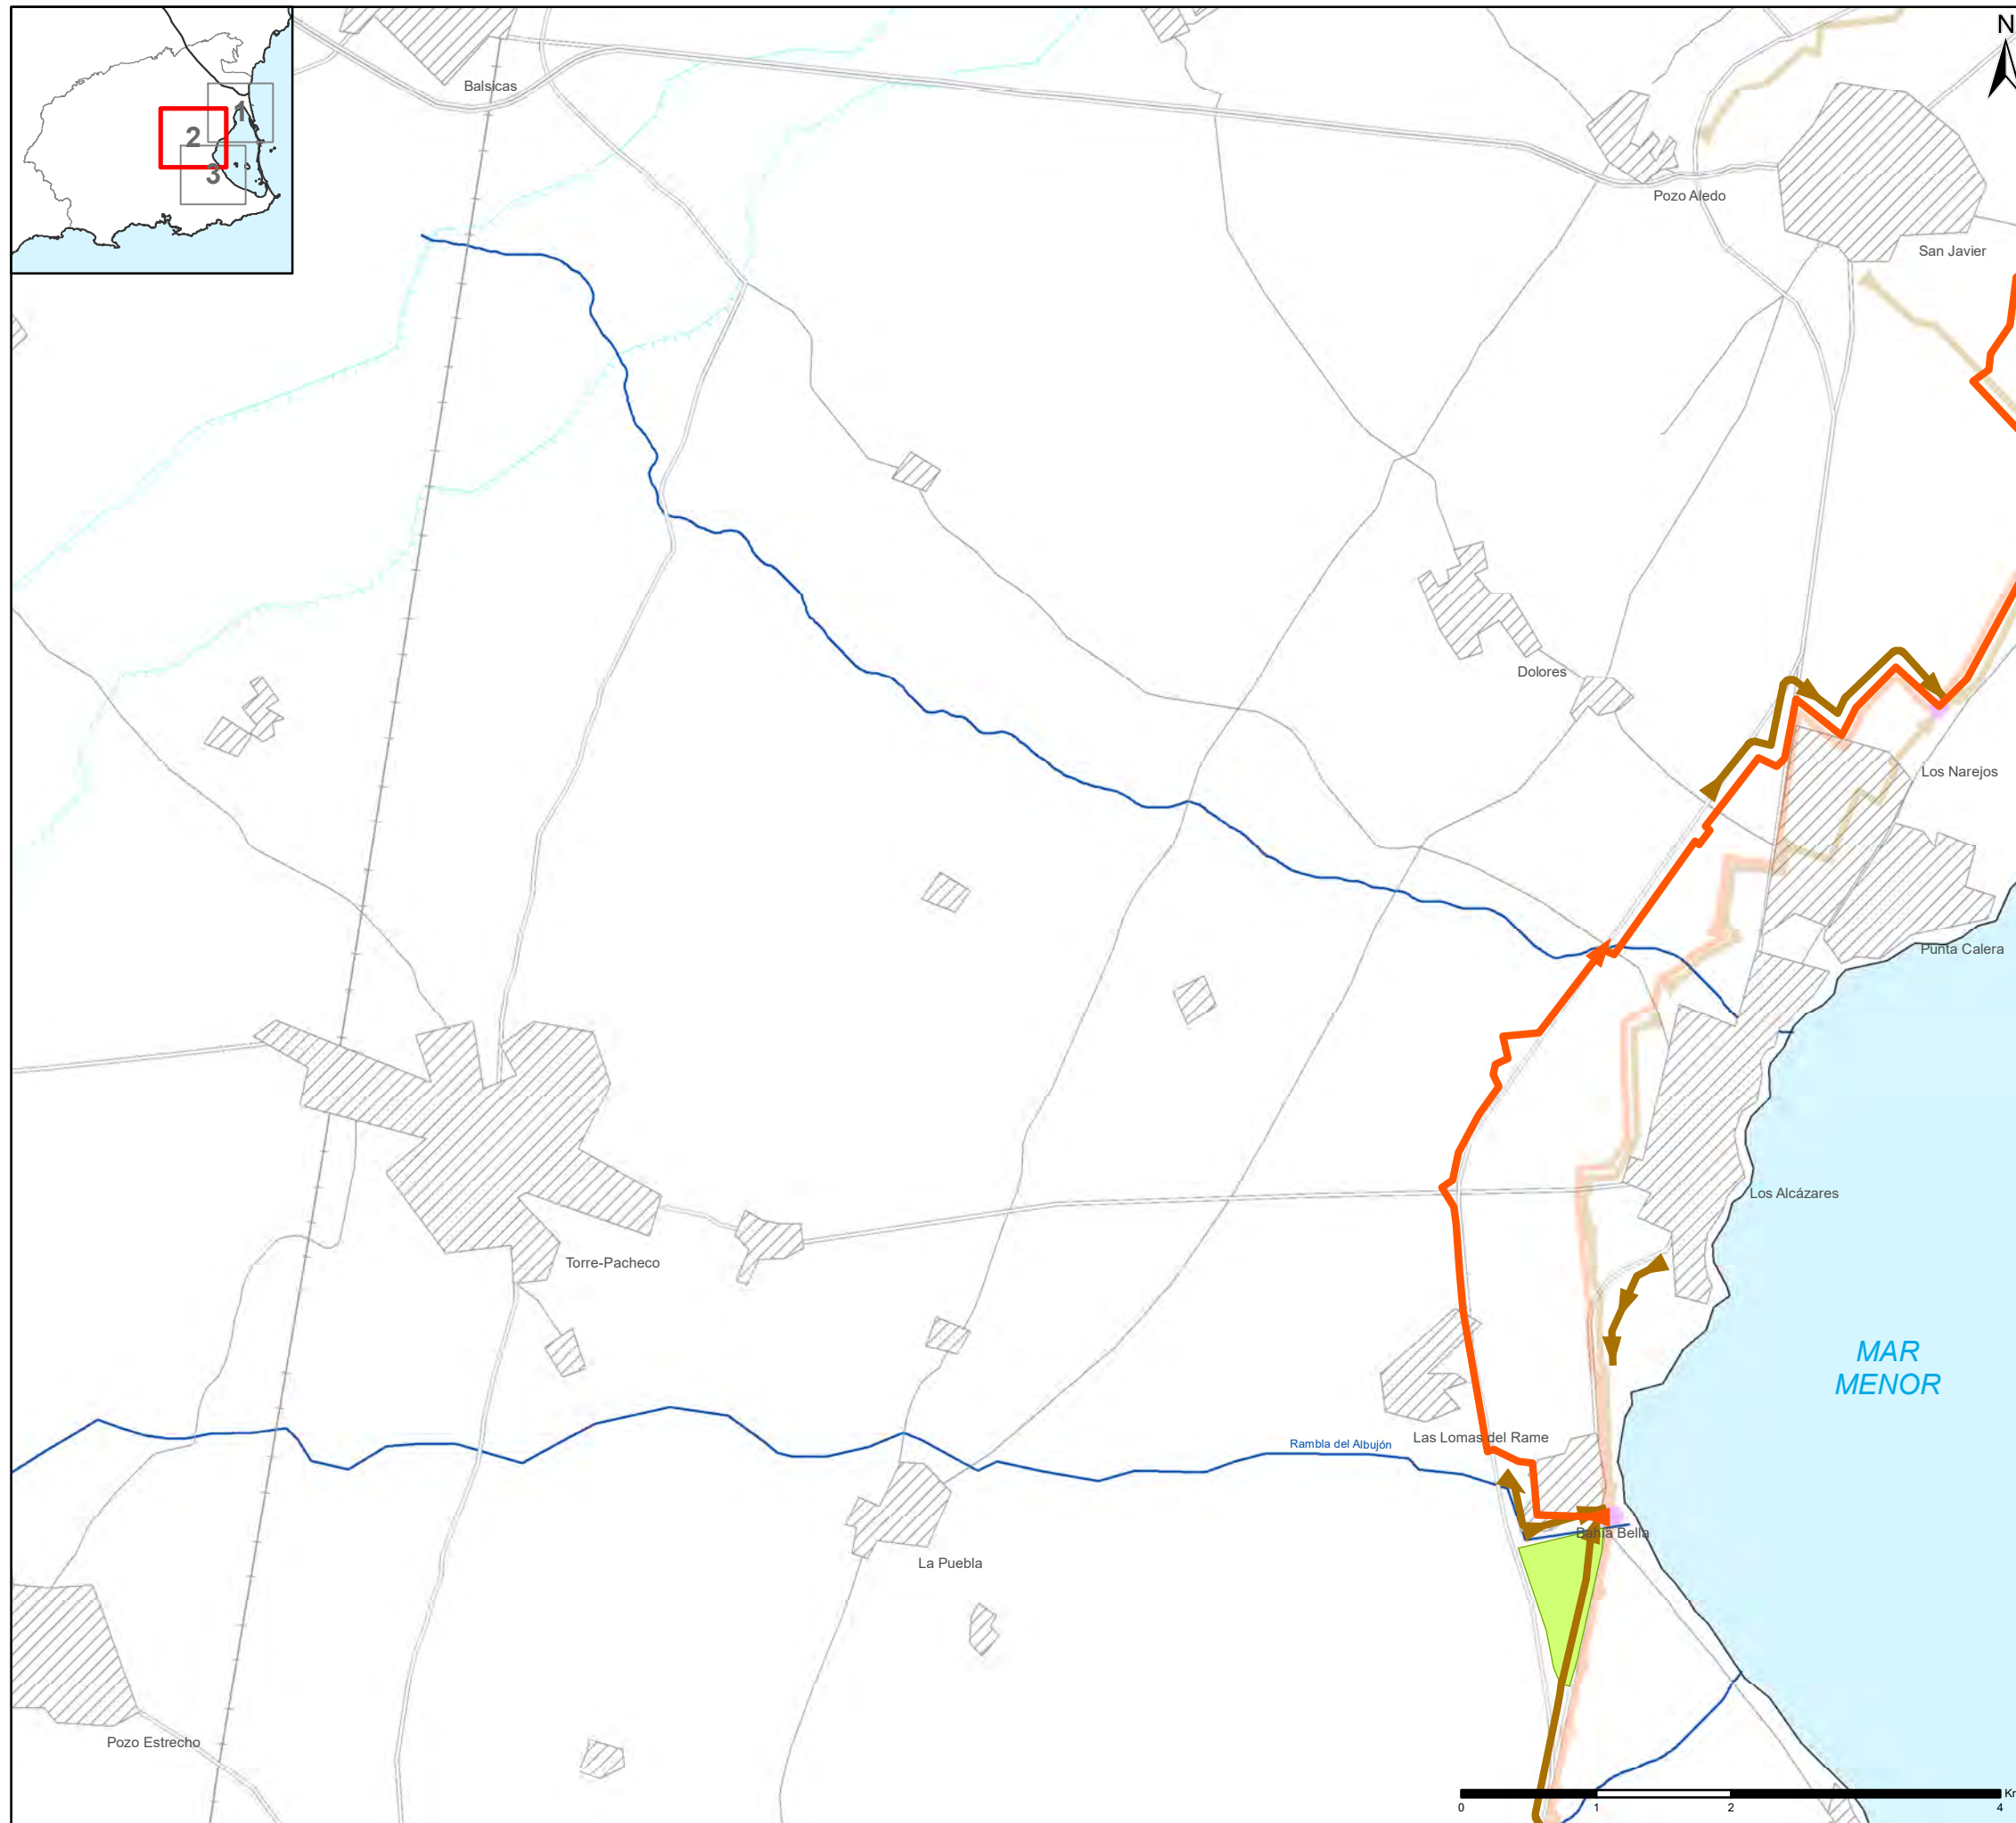 N
Balsicas
1
2
3
Pozo Aledo
San Javier
Dolores
Los Narejos
Punta Calera
Los Alcázares
Torre-Pacheco
MAR
MENOR
Las Lomas del Rame
Rambla del Albujón
Bahía Bella
La Puebla
Pozo Estrecho
0
1
2
4